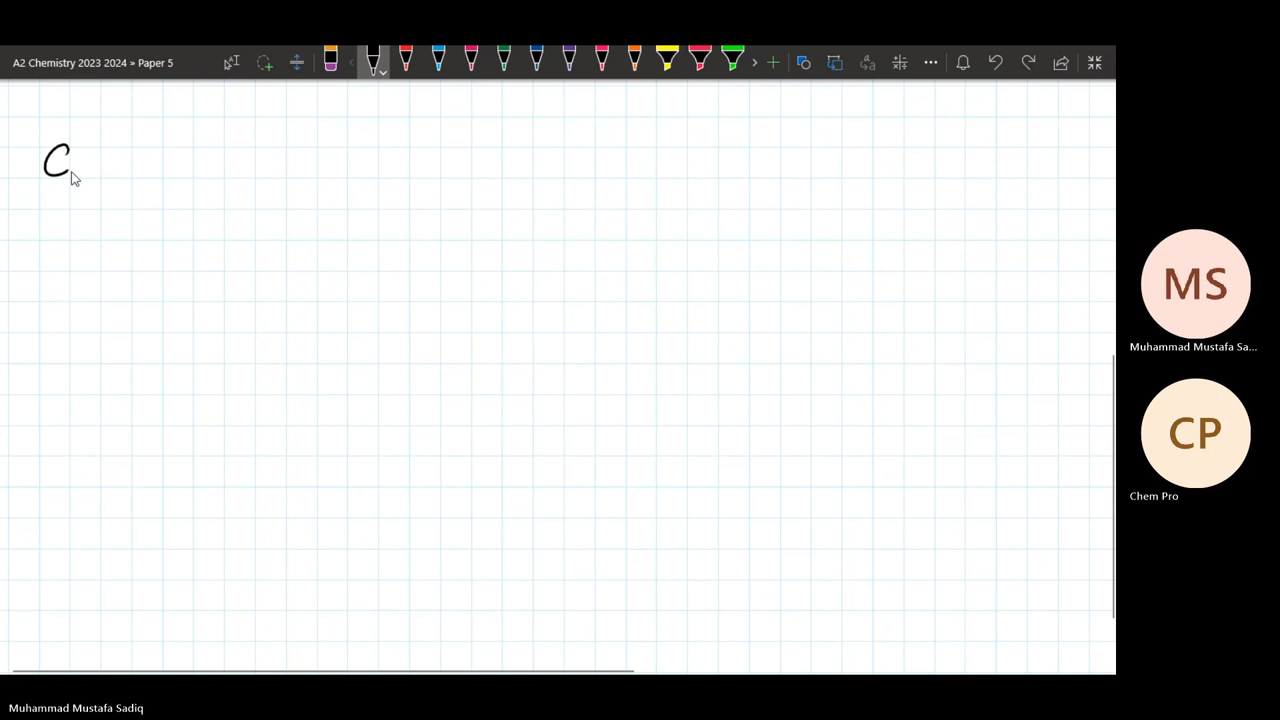 A2 Chemistry 2023 2024 » Paper 5
C
MS
Muhammad Mustafa Sa...
CP
Chem Pro
Muhammad Mustafa Sadiq